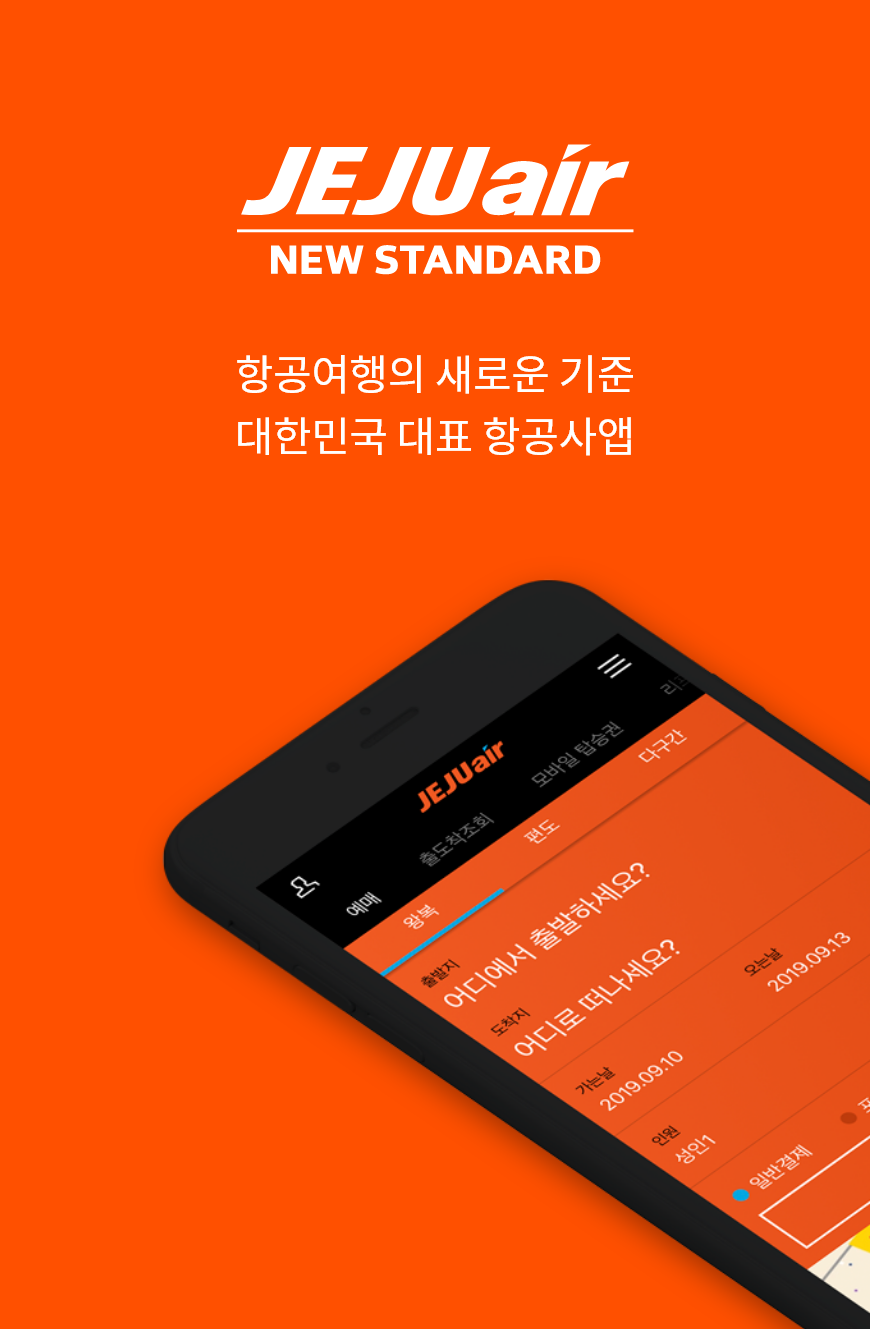 JEJUair
NEW STANDARD
항공여행의 새로운 기준
대한민국 대표 항공사앱
JEJUair
예매 출도착조회 모바일 탑승권
왕복 편도 다구간
출발지
어디에서 출발하세요?
도착지
어디로 떠나세요?
가는날 오는날
2019.09.10 2019.09.13
인원
성인1
일반결제